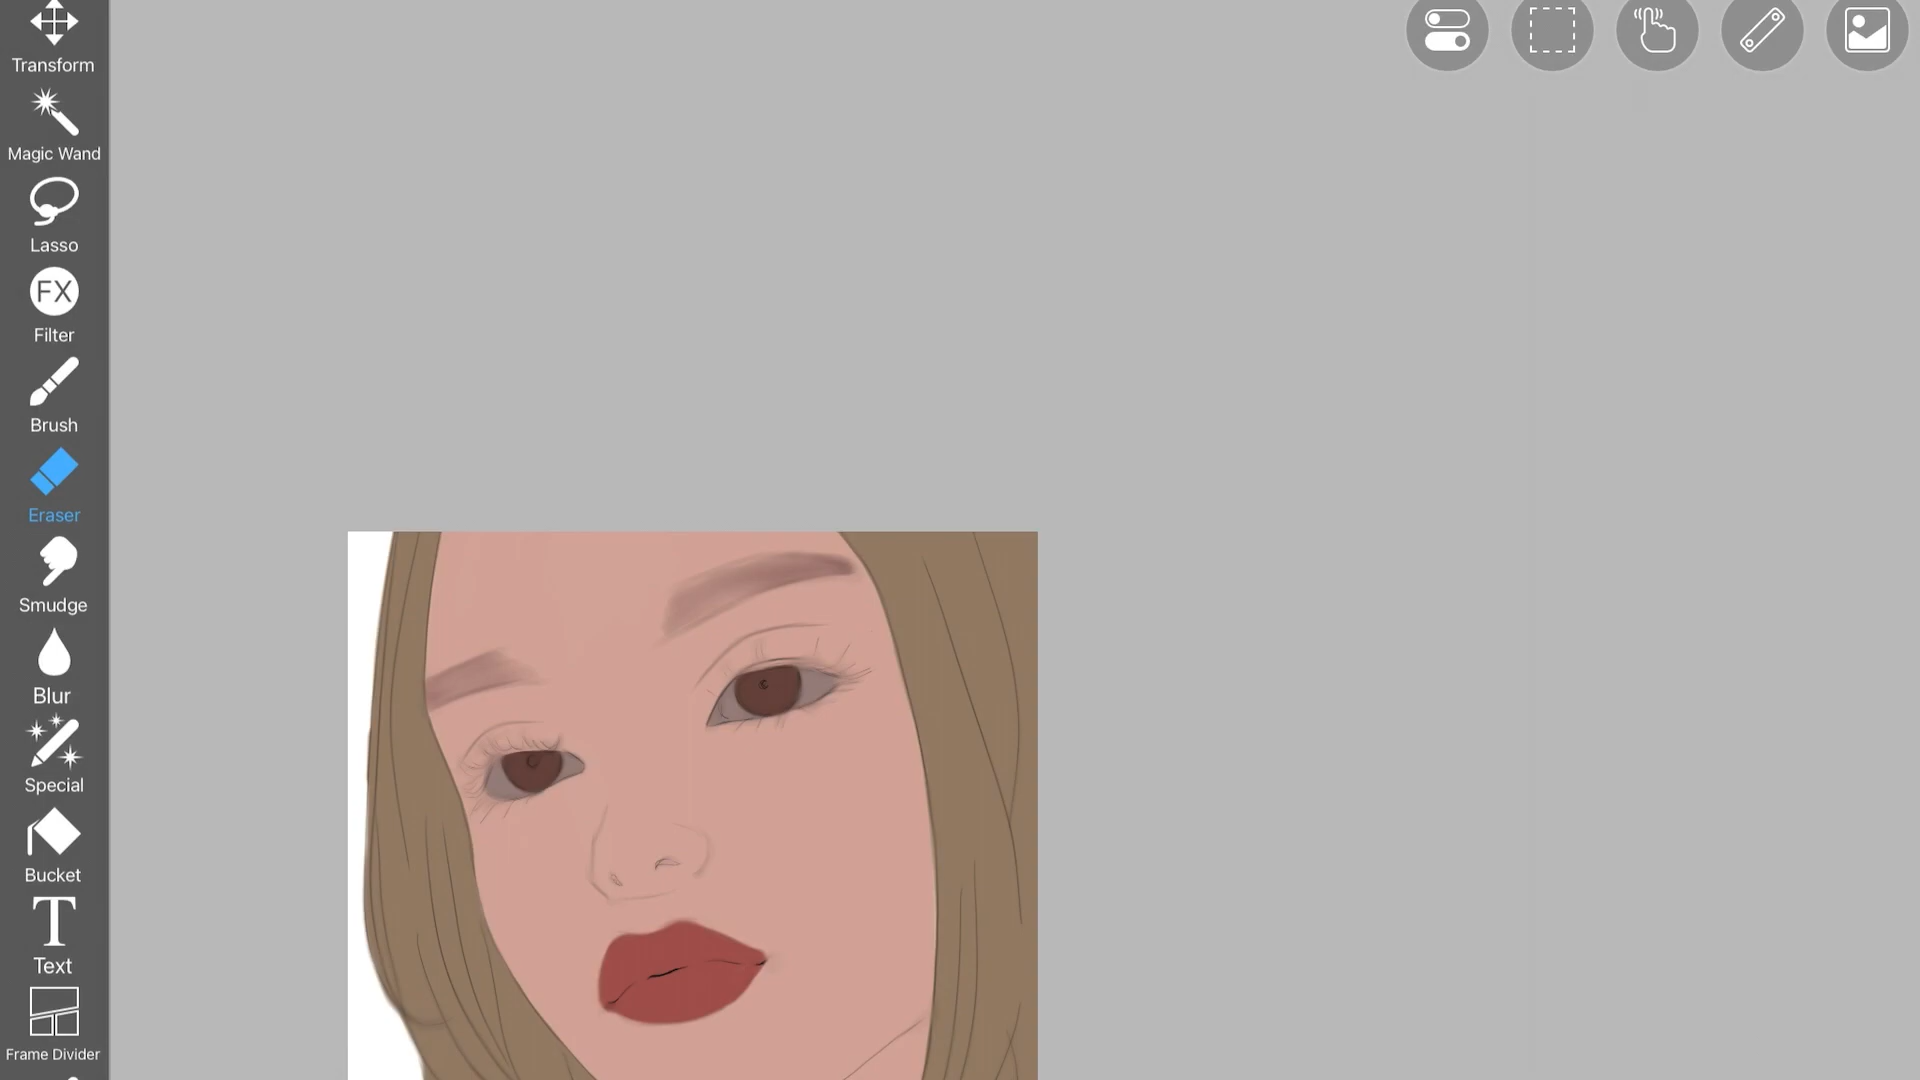 Transform
Magic Wand
Lasso
FX
Filter
Brush
Eraser
Smudge
Blur
Special
Bucket
T
Text
Frame Divider